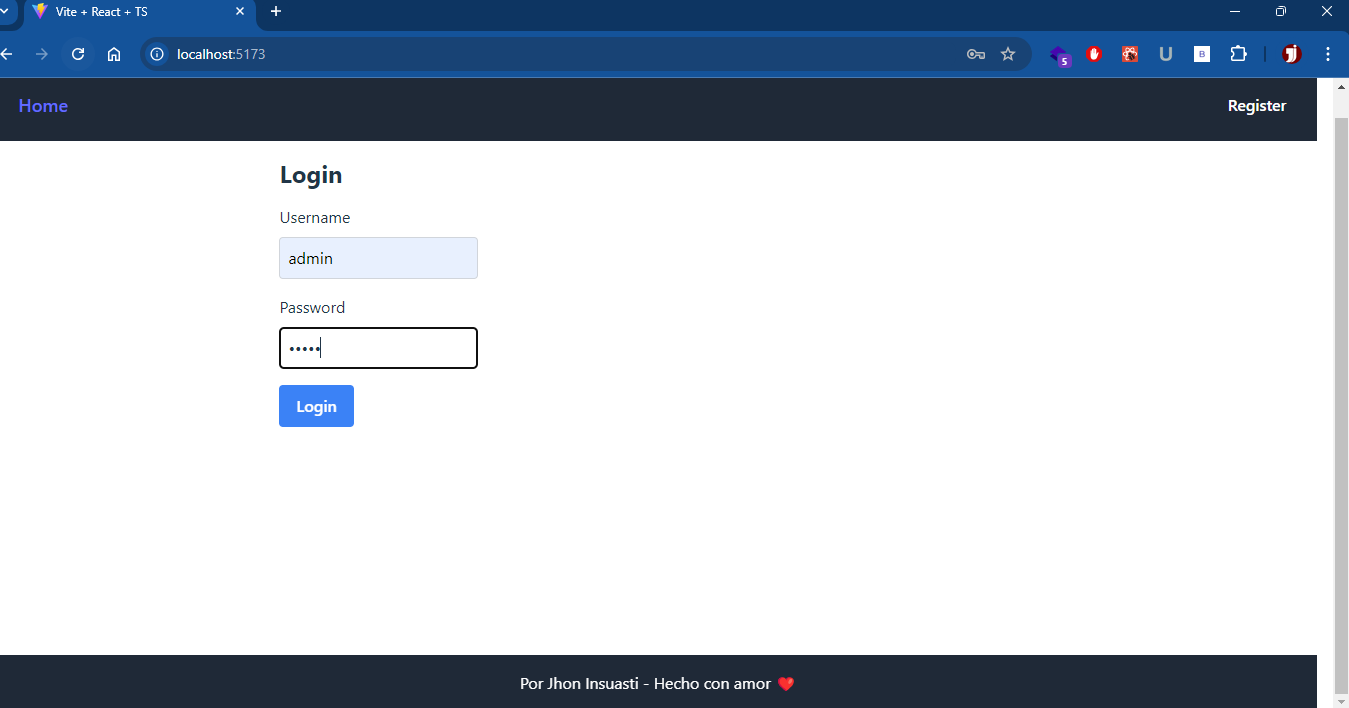 Vite + React + TS
localhost:5173
5
U
B
Home
Register
Login
Username
admin
Password
•••••
Login
Por Jhon Insuasti - Hecho con amor ❤️